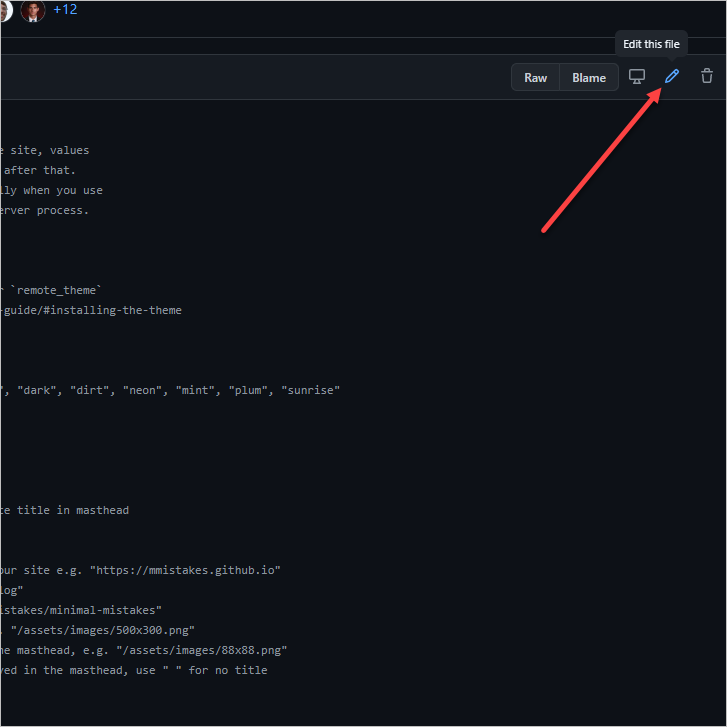 +12
Edit this file
Raw Blame
e site, values
after that.
lly when you use
erver process.
r `remote_theme`
-guide/#installing-the-theme
", "dark", "dirt", "neon", "mint", "plum", "sunrise"
te title in masthead
our site e.g. "https://mmistakes.github.io"
log"
istakes/minimal-mistakes"
. "/assets/images/500x300.png"
he masthead, e.g. "/assets/images/88x88.png"
yed in the masthead, use " " for no title